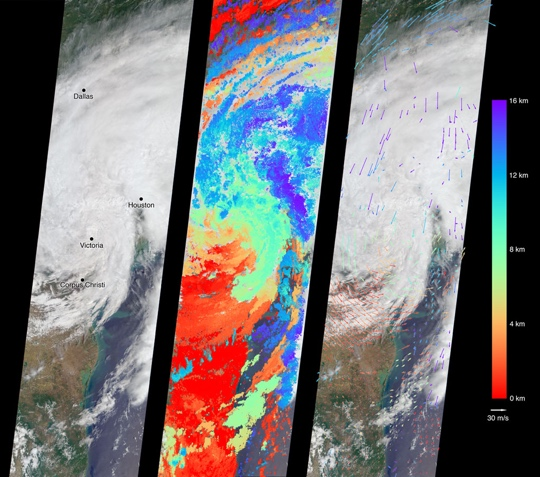 Dallas
Houston
Victoria
Corpus Christi
16 km
12 km
8 km
4 km
0 km
30 m/s